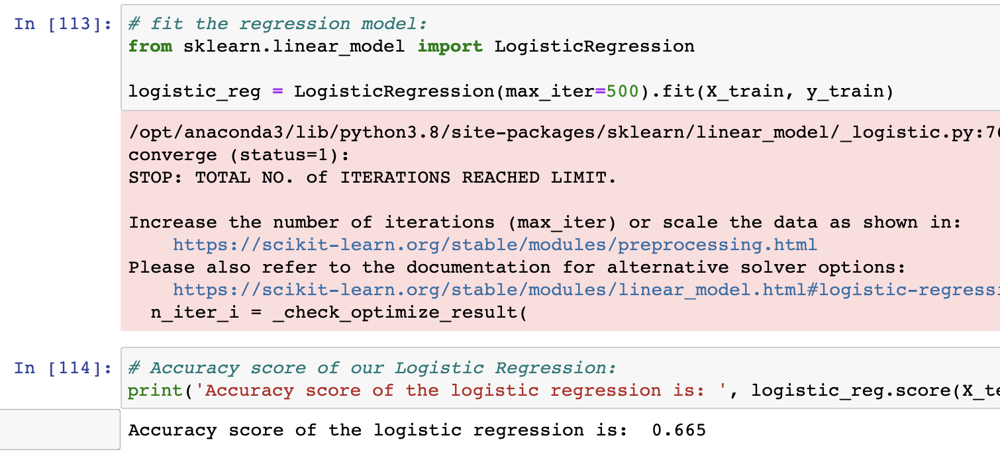 In [113]:
# fit the regression model:
from sklearn.linear_model import LogisticRegression
logistic_reg = LogisticRegression(max_iter=500).fit(X_train, y_train)
/opt/anaconda3/lib/python3.8/site-packages/sklearn/linear_model/_logistic.py:76
converge (status=1):
STOP: TOTAL NO. of ITERATIONS REACHED LIMIT.
Increase the number of iterations (max_iter) or scale the data as shown in:
https://scikit-learn.org/stable/modules/preprocessing.html
Please also refer to the documentation for alternative solver options:
https://scikit-learn.org/stable/modules/linear_model.html#logistic-regressi
n_iter_i = _check_optimize_result(
In [114]:
# Accuracy score of our Logistic Regression:
print('Accuracy score of the logistic regression is: ', logistic_reg.score(X_te
Accuracy score of the logistic regression is:  0.665